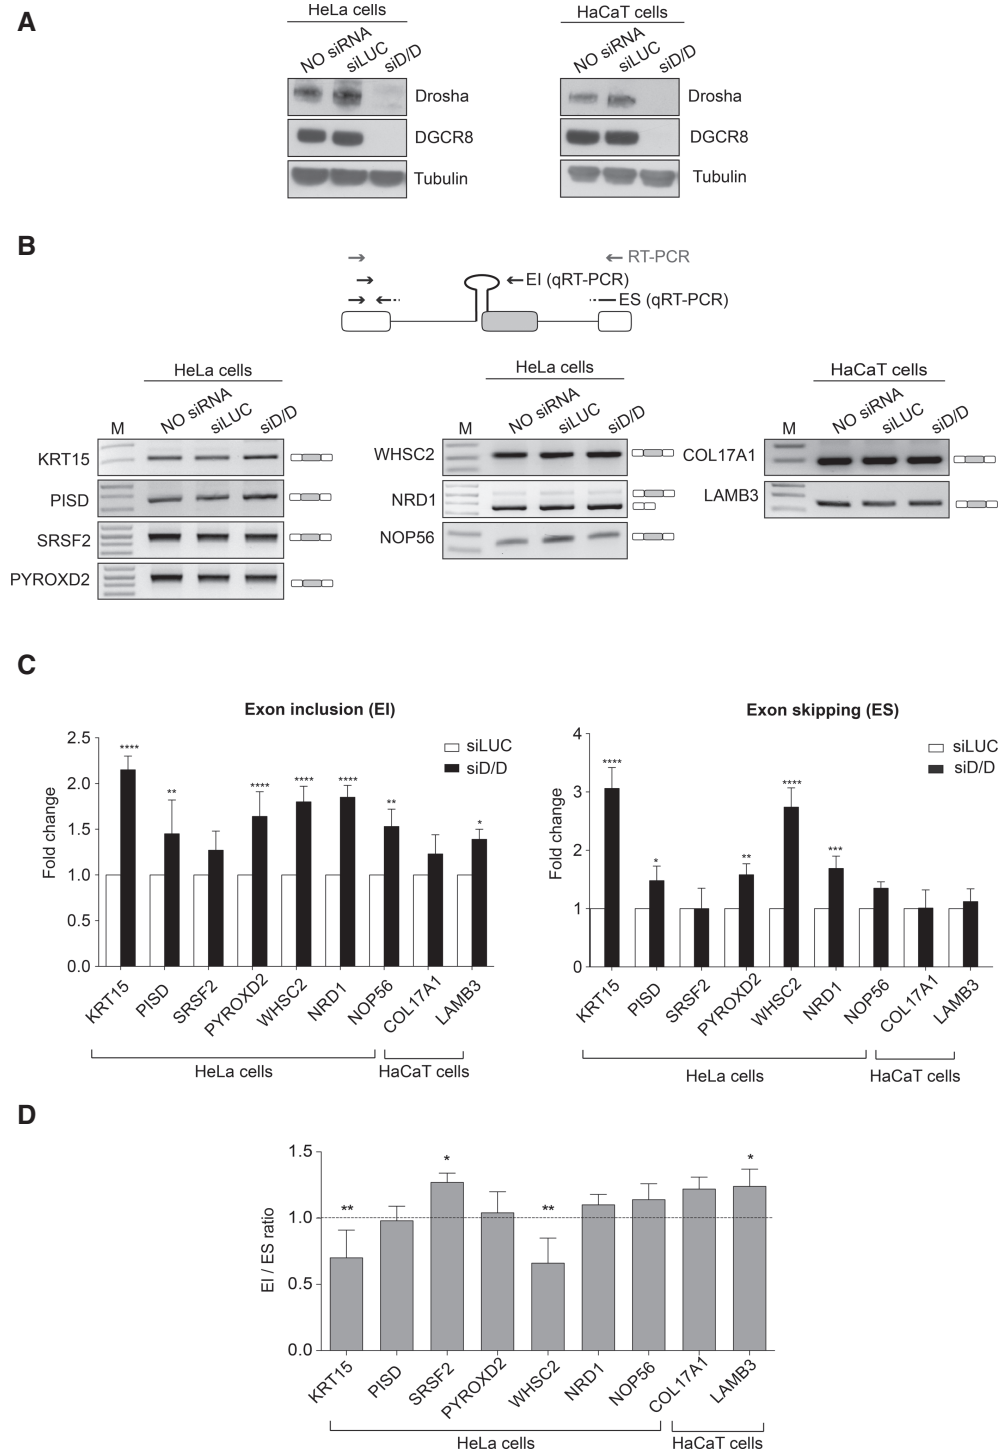 A
HeLa cells
NO siRNA
siLUC
siD/D
Drosha
DGCR8
Tubulin
HaCaT cells
NO siRNA
siLUC
siD/D
Drosha
DGCR8
Tubulin
B
RT-PCR
EI (qRT-PCR)
ES (qRT-PCR)
HeLa cells
M
NO siRNA
siLUC
siD/D
KRT15
PISD
SRSF2
PYROXD2
HeLa cells
M
NO siRNA
siLUC
siD/D
WHSC2
NRD1
NOP56
HaCaT cells
M
NO siRNA
siLUC
siD/D
COL17A1
LAMB3
C
Exon inclusion (EI)
siLUC
siD/D
Fold change
2.5
2.0
1.5
1.0
0.5
0.0
****
**
****
****
****
**
*
KRT15
PISD
SRSF2
PYROXD2
WHSC2
NRD1
NOP56
COL17A1
LAMB3
HeLa cells
HaCaT cells
Exon skipping (ES)
siLUC
siD/D
Fold change
4
3
2
1
0
****
*
**
****
***
KRT15
PISD
SRSF2
PYROXD2
WHSC2
NRD1
NOP56
COL17A1
LAMB3
HeLa cells
HaCaT cells
D
EI / ES ratio
1.5
1.0
0.5
0.0
**
*
**
*
KRT15
PISD
SRSF2
PYROXD2
WHSC2
NRD1
NOP56
COL17A1
LAMB3
HeLa cells
HaCaT cells